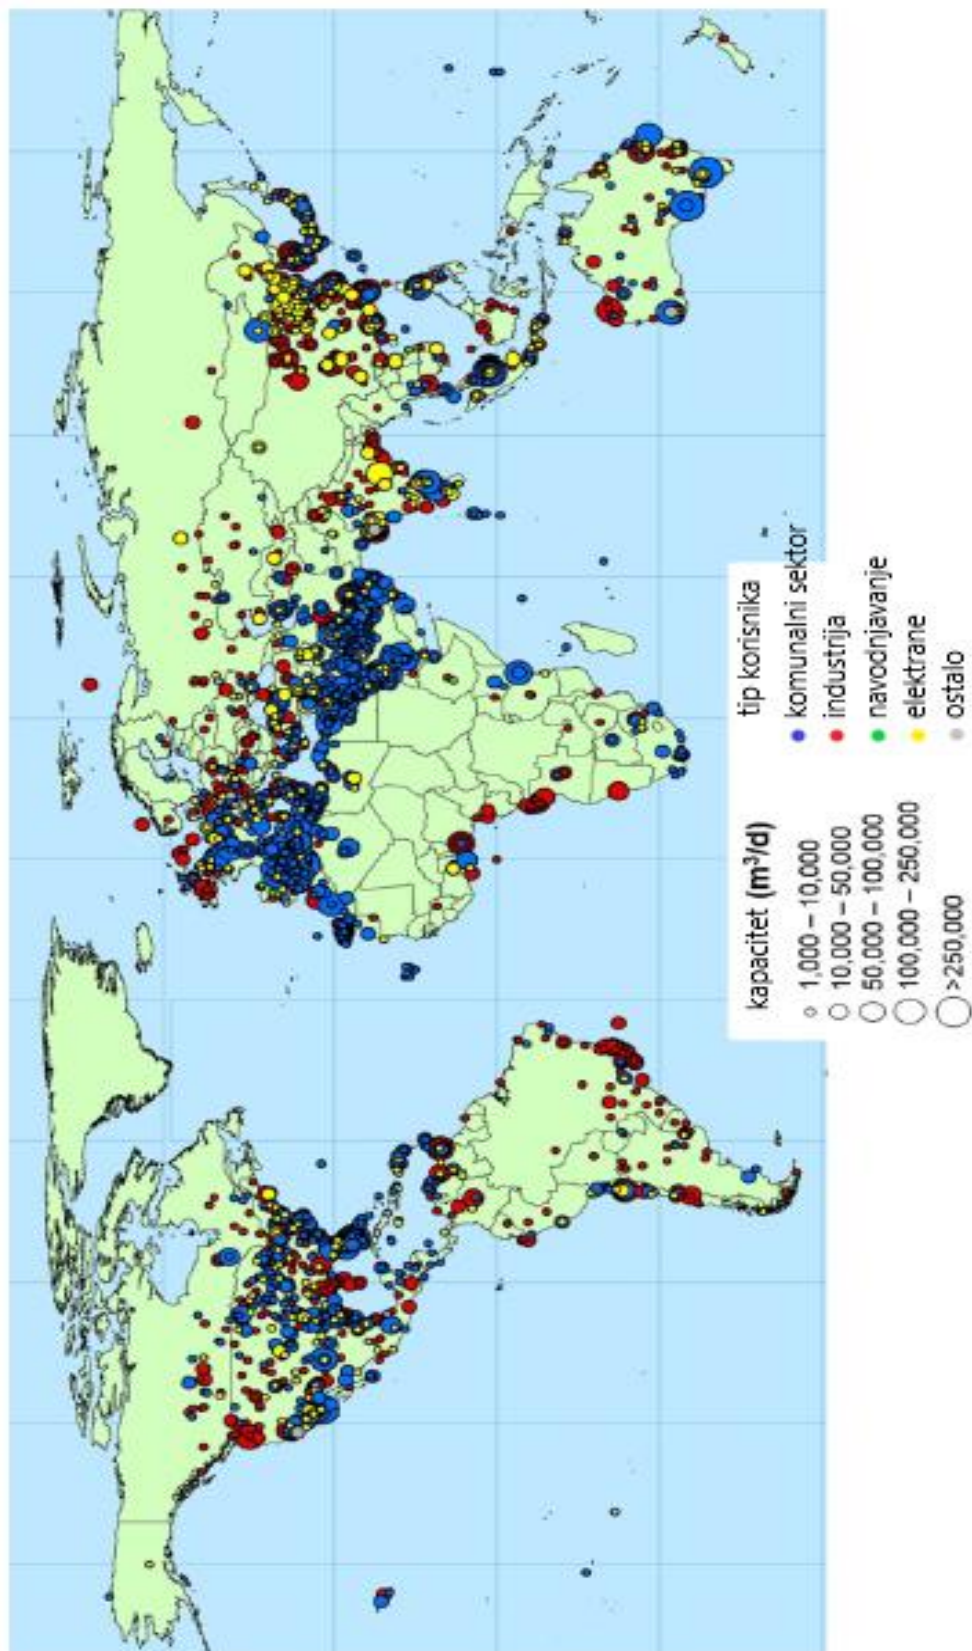 kapacitet (m³/d)
1,000 – 10,000
10,000 – 50,000
50,000 – 100,000
100,000 – 250,000
>250,000
tip korisnika
komunalni sektor
industrija
navodnjavanje
elektrane
ostalo